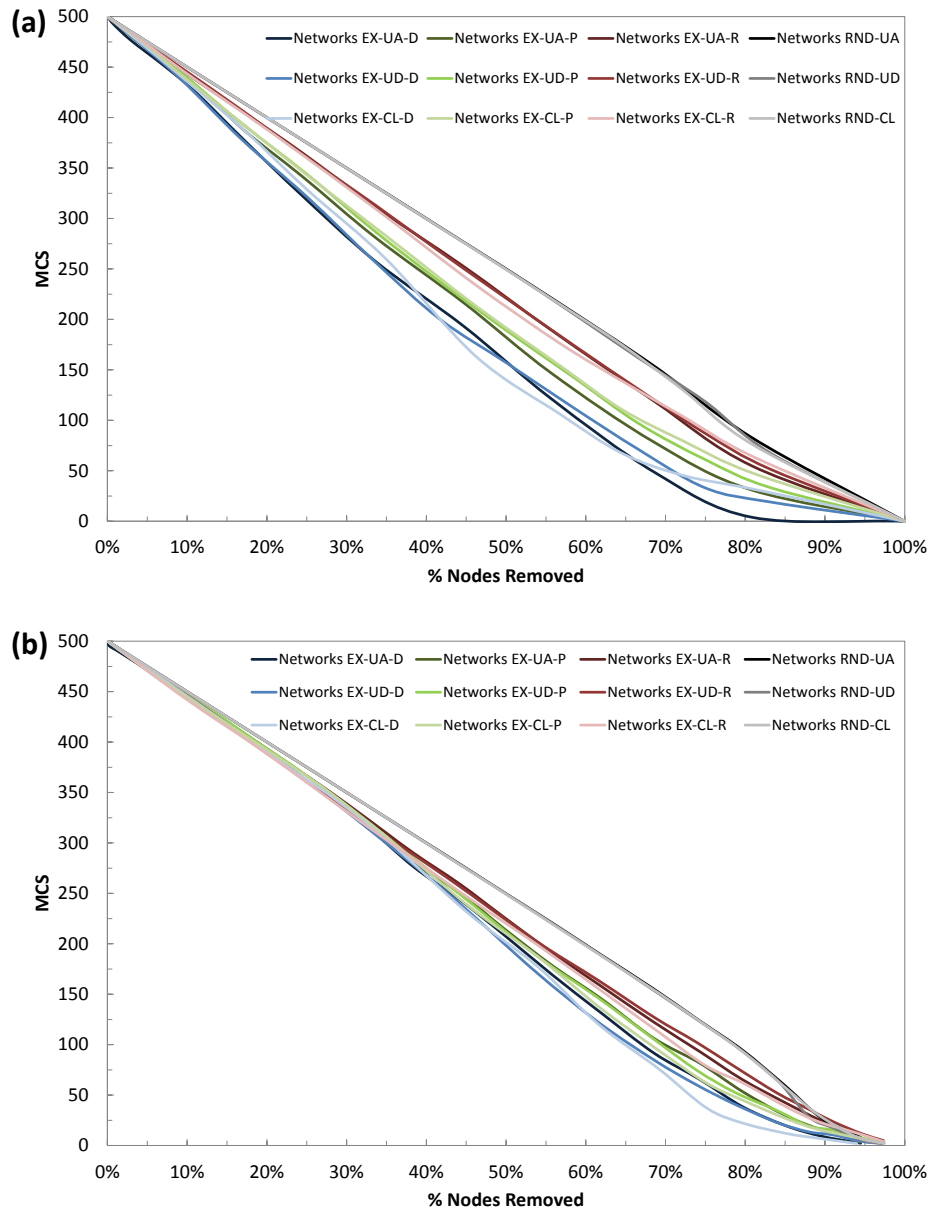 (a)
500
450
400
350
300
250
200
150
100
50
0
MCS
Networks EX-UA-D Networks EX-UA-P Networks EX-UA-R Networks RND-UA
Networks EX-UD-D Networks EX-UD-P Networks EX-UD-R Networks RND-UD
Networks EX-CL-D Networks EX-CL-P Networks EX-CL-R Networks RND-CL
0% 10% 20% 30% 40% 50% 60% 70% 80% 90% 100%
% Nodes Removed
(b)
500
450
400
350
300
250
200
150
100
50
0
MCS
Networks EX-UA-D Networks EX-UA-P Networks EX-UA-R Networks RND-UA
Networks EX-UD-D Networks EX-UD-P Networks EX-UD-R Networks RND-UD
Networks EX-CL-D Networks EX-CL-P Networks EX-CL-R Networks RND-CL
0% 10% 20% 30% 40% 50% 60% 70% 80% 90% 100%
% Nodes Removed